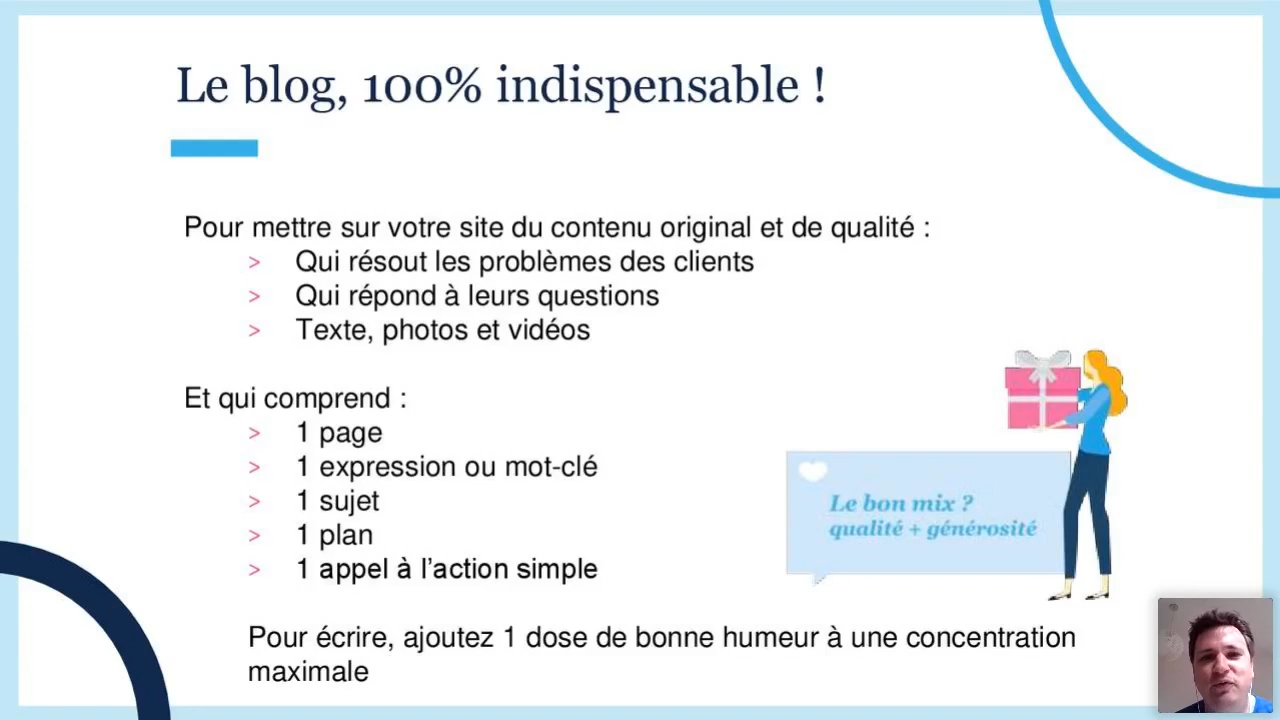 Le blog, 100% indispensable !
Pour mettre sur votre site du contenu original et de qualité :
> Qui résout les problèmes des clients
> Qui répond à leurs questions
> Texte, photos et vidéos
Et qui comprend :
> 1 page
> 1 expression ou mot-clé
> 1 sujet
> 1 plan
> 1 appel à l’action simple
Le bon mix ?
qualité + générosité
Pour écrire, ajoutez 1 dose de bonne humeur à une concentration
maximale